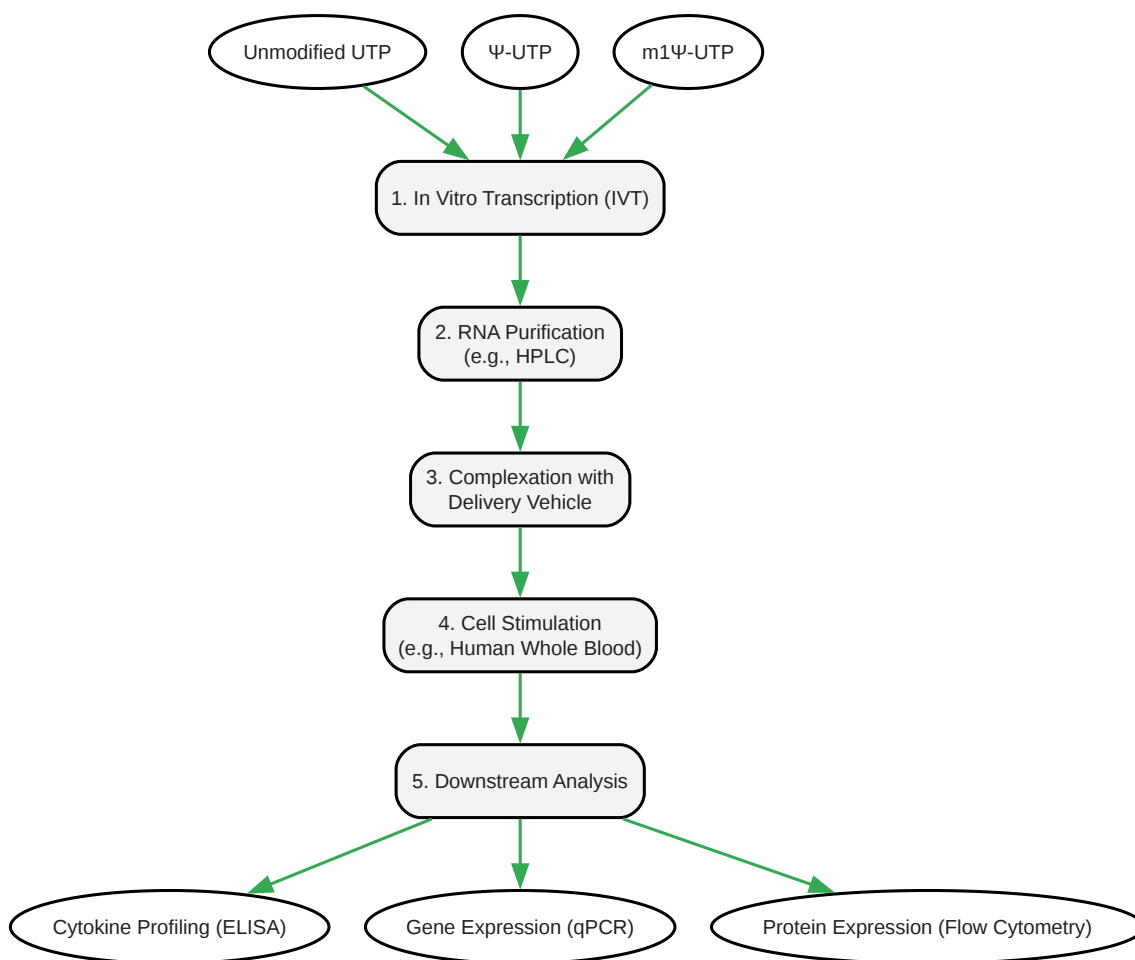 Unmodified UTP
Ψ-UTP
m1Ψ-UTP
1. In Vitro Transcription (IVT)
2. RNA Purification
(e.g., HPLC)
3. Complexation with
Delivery Vehicle
4. Cell Stimulation
(e.g., Human Whole Blood)
5. Downstream Analysis
Cytokine Profiling (ELISA)
Gene Expression (qPCR)
Protein Expression (Flow Cytometry)